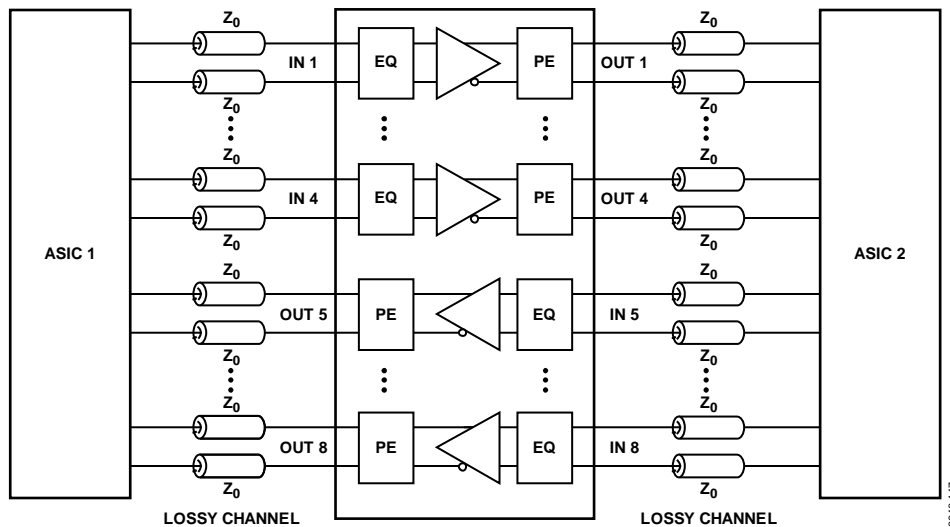 Z0 Z0
IN 1 EQ PE OUT 1
Z0 Z0
Z0 Z0
IN 4 EQ PE OUT 4
Z0 Z0
ASIC 1 ASIC 2
Z0 Z0
OUT 5 PE EQ IN 5
Z0 Z0
Z0 Z0
OUT 8 PE EQ IN 8
Z0 Z0
LOSSY CHANNEL LOSSY CHANNEL